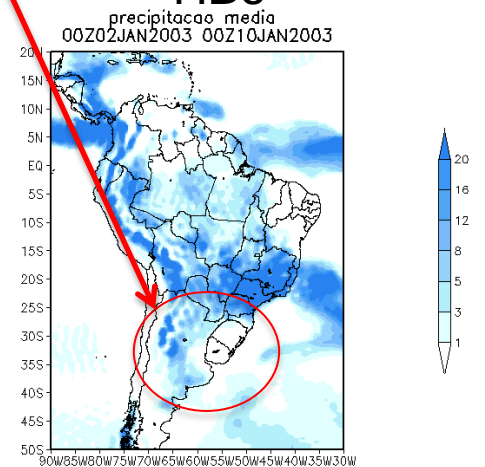 precipitacao media
00Z02JAN2003 00Z10JAN2003
20N
15N
10N
5N
EQ
5S
10S
15S
20S
25S
30S
35S
40S
45S
50S
90W85W80W75W70W65W60W55W50W45W40W35W30W
20
16
12
8
5
3
1